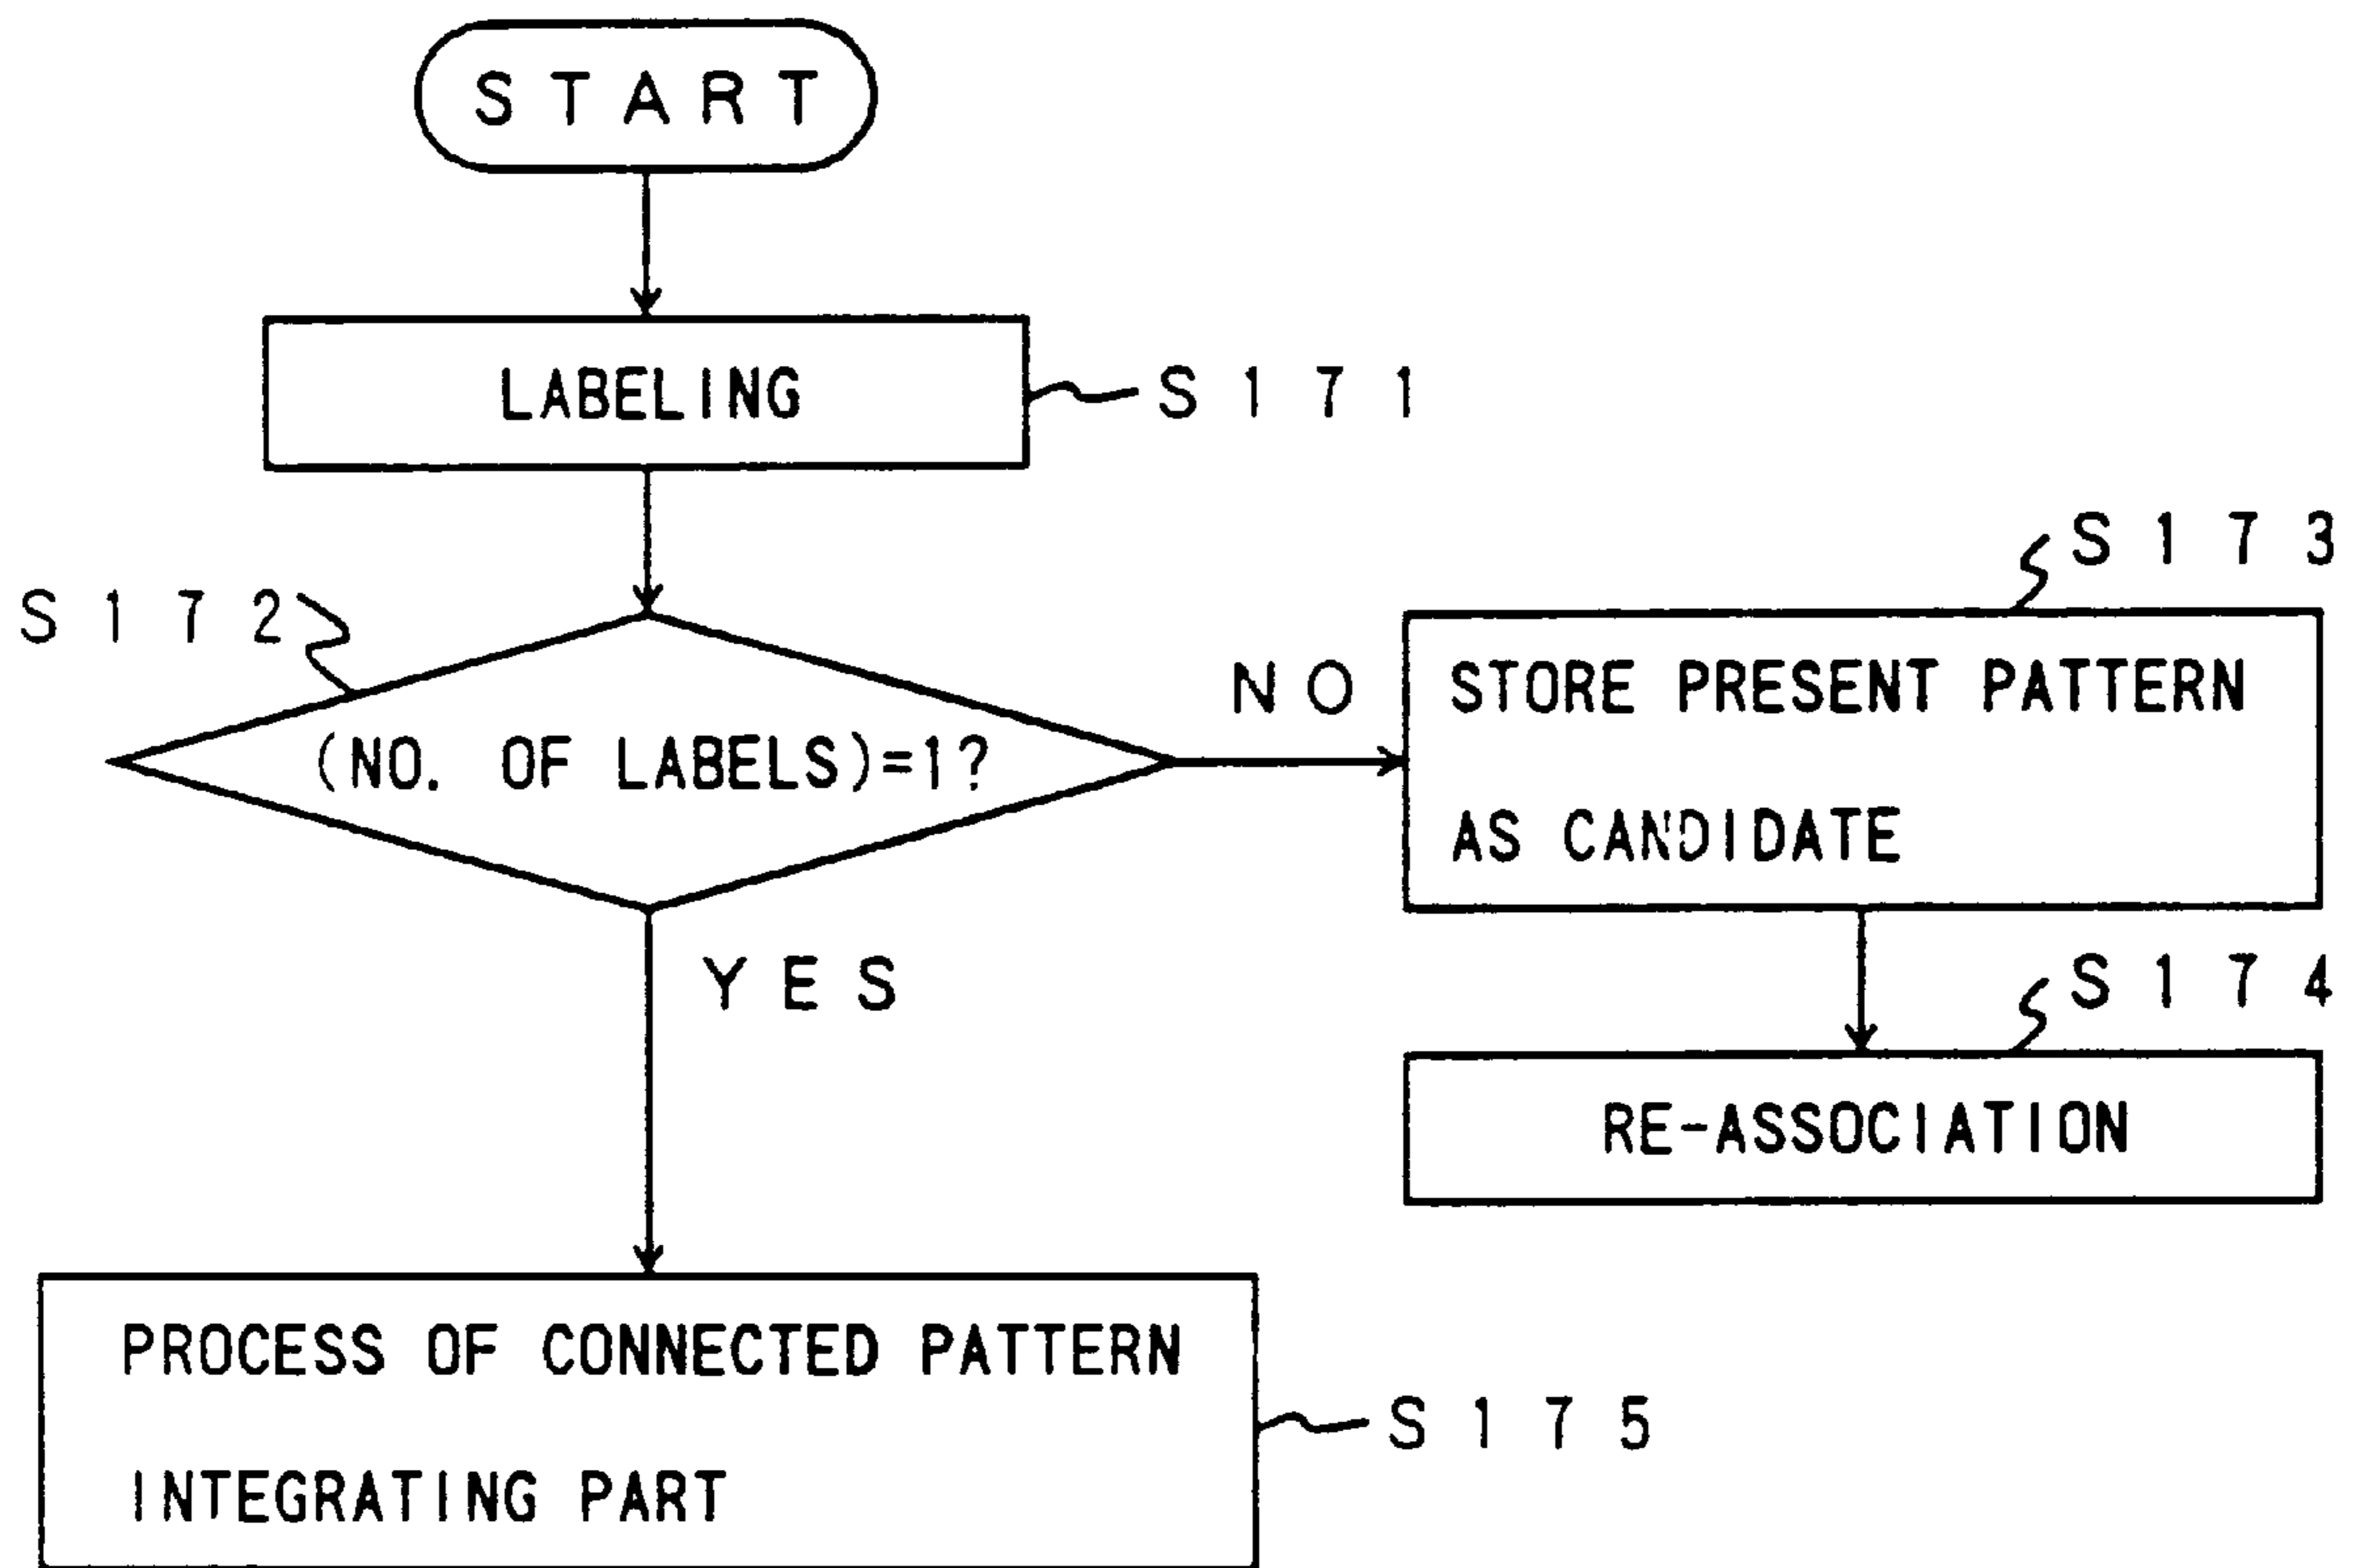 START
LABELING
S171
S172
(NO. OF LABELS)=1?
NO
S173
STORE PRESENT PATTERN
AS CANDIDATE
YES
S174
RE-ASSOCIATION
PROCESS OF CONNECTED PATTERN
INTEGRATING PART
S175